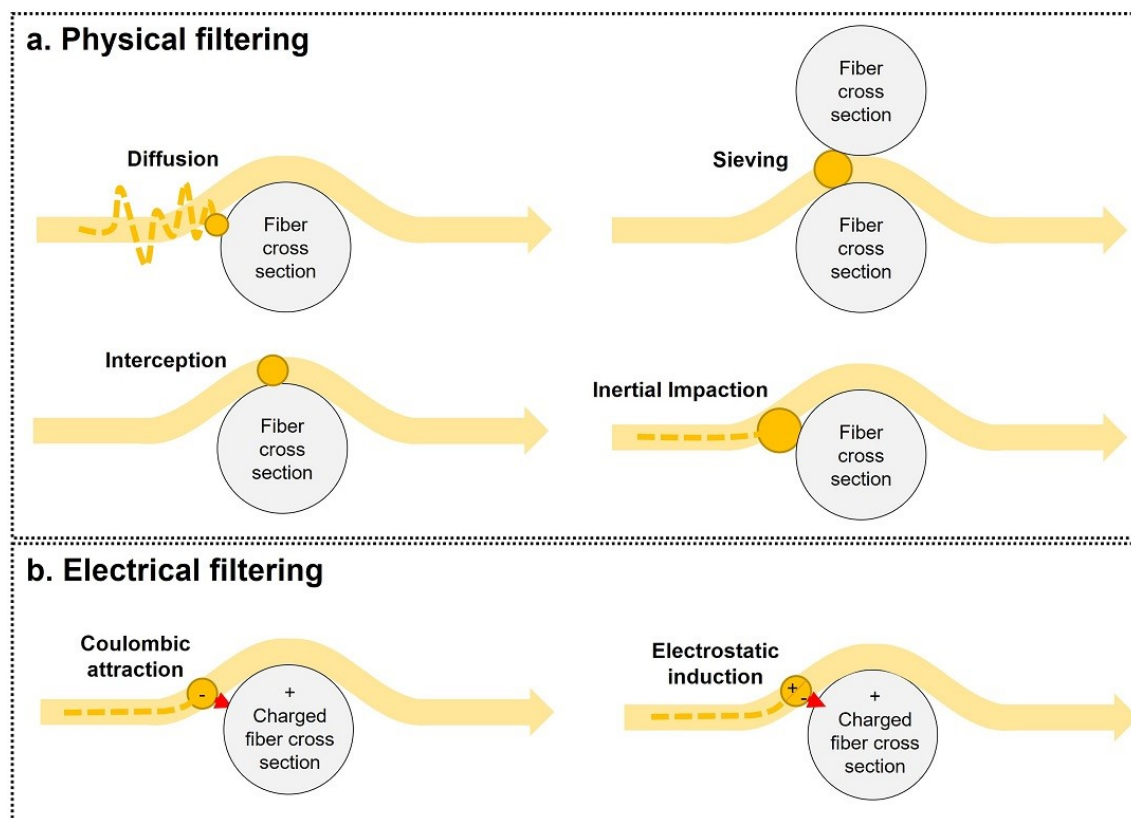 a. Physical filtering
Diffusion
Fiber
cross
section
Fiber
cross
section
Sieving
Fiber
cross
section
Interception
Fiber
cross
section
Inertial Impaction
Fiber
cross
section
b. Electrical filtering
Coulombic
attraction
-
+
Charged
fiber cross
section
Electrostatic
induction
+
-
+
Charged
fiber cross
section